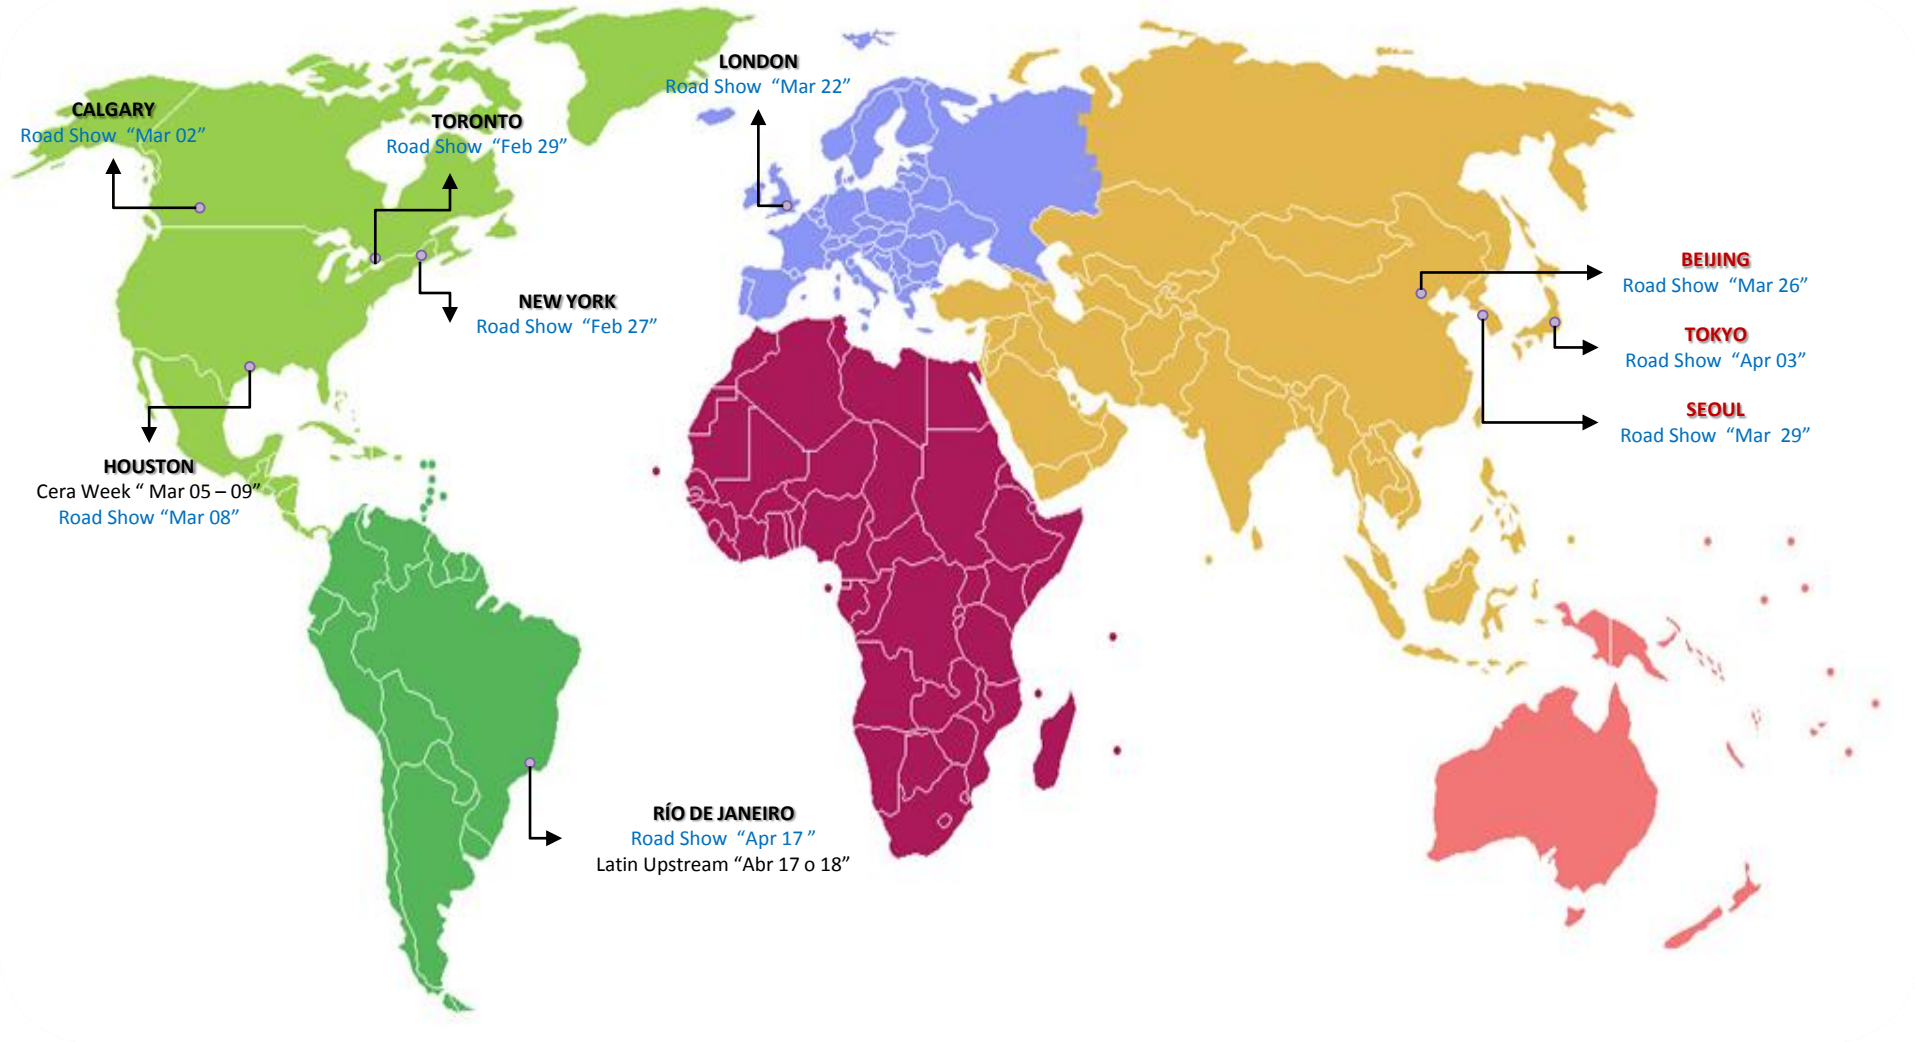 LONDON
Road Show “Mar 22”
CALGARY
Road Show “Mar 02”
TORONTO
Road Show “Feb 29”
NEW YORK
Road Show “Feb 27”
BEIJING
Road Show “Mar 26”
TOKYO
Road Show “Apr 03”
SEOUL
Road Show “Mar 29”
HOUSTON
Cera Week “ Mar 05 – 09”
Road Show “Mar 08”
RÍO DE JANEIRO
Road Show “Apr 17 ”
Latin Upstream “Abr 17 o 18”